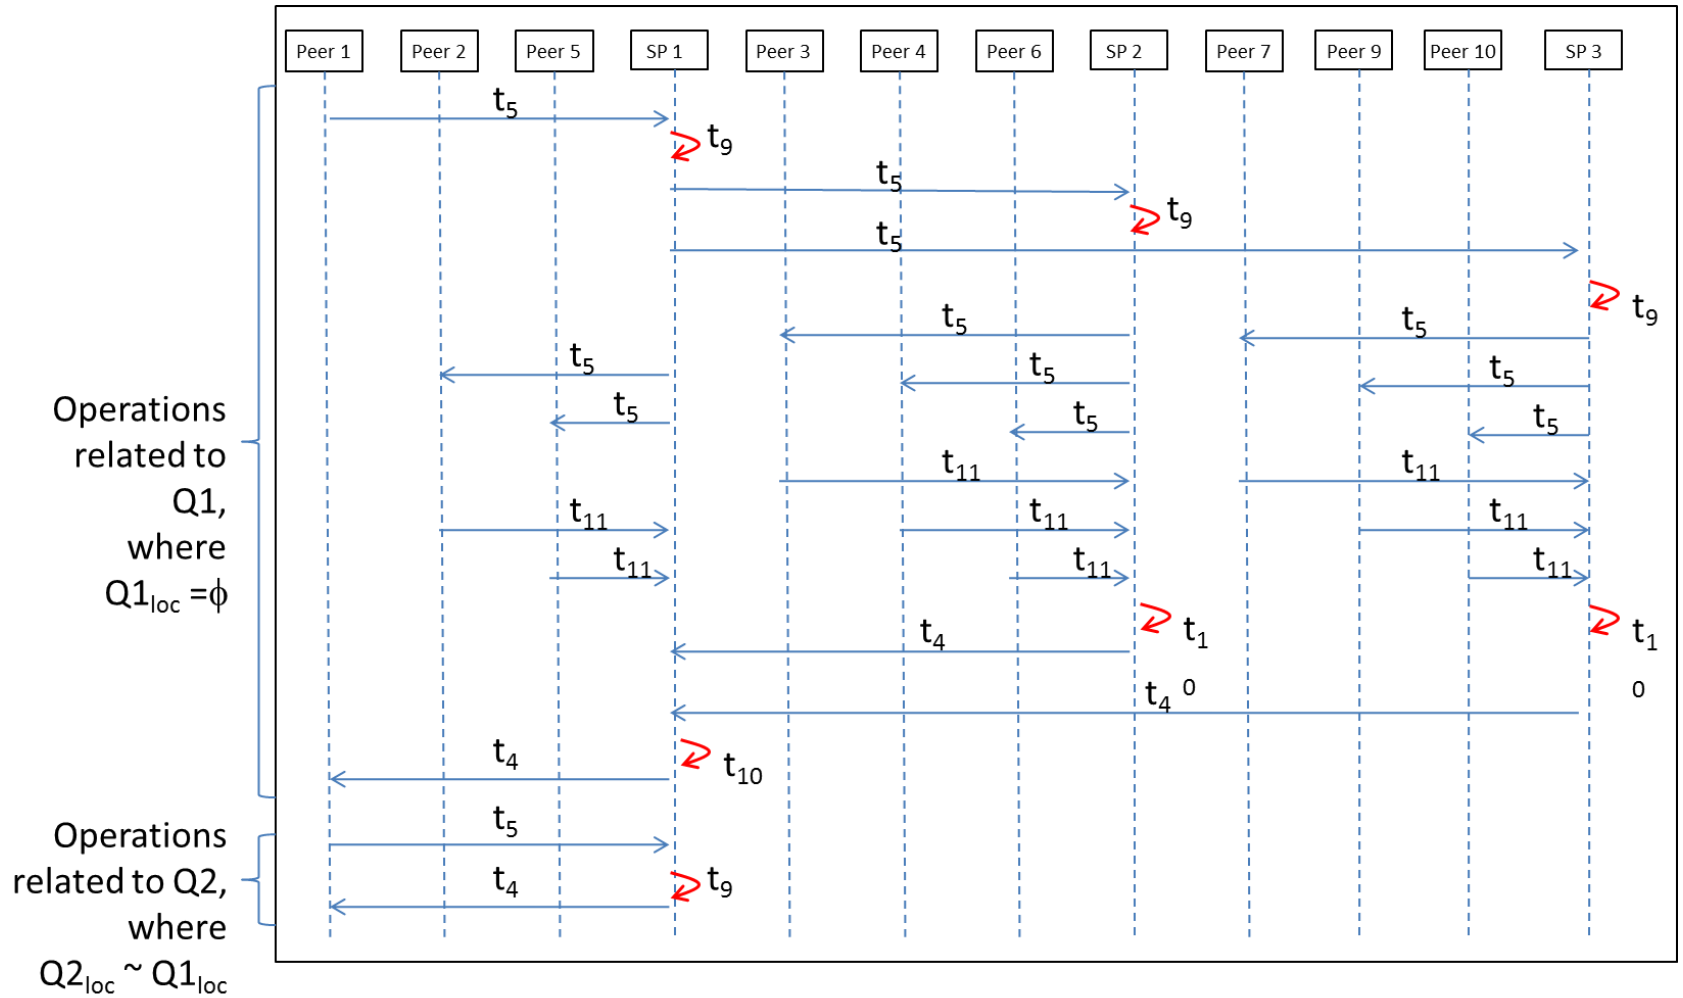 Peer 1 Peer 2 Peer 5 SP 1 Peer 3 Peer 4 Peer 6 SP 2 Peer 7 Peer 9 Peer 10 SP 3
t5
t9
t5
t9
t5
t9
t5 t5
t5 t5 t5
t5 t5 t5
t11 t11
t11 t11 t11
t11 t11 t11
t4 t1 t1
t4 0 0
t4 t10
t5
t4 t9
Operations
related to
Q1,
where
Q1loc =ϕ
Operations
related to Q2,
where
Q2loc ~ Q1loc